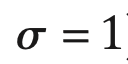 σ = 1